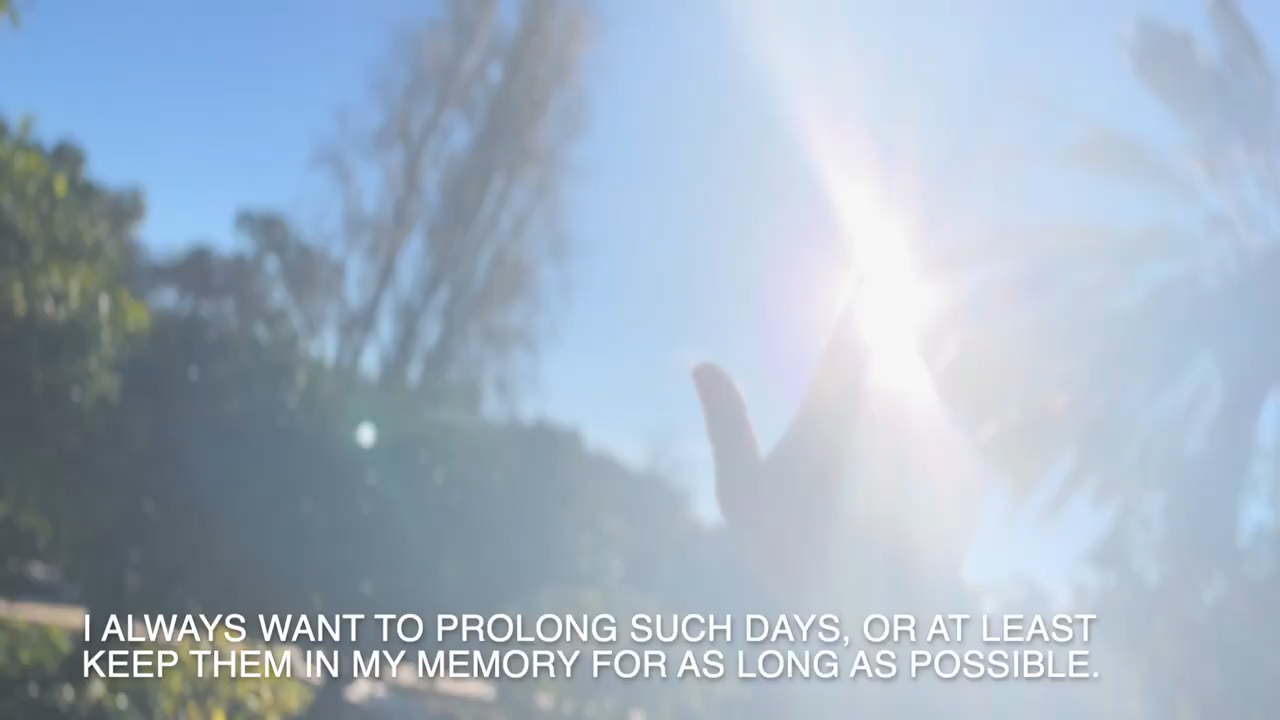 I ALWAYS WANT TO PROLONG SUCH DAYS, OR AT LEAST
KEEP THEM IN MY MEMORY FOR AS LONG AS POSSIBLE.